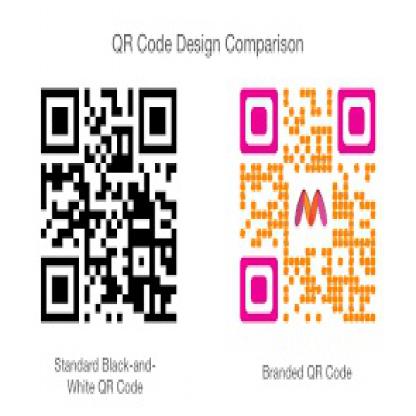 QR Code Design Comparison
Standard Black-and-
White QR Code
Branded QR Code